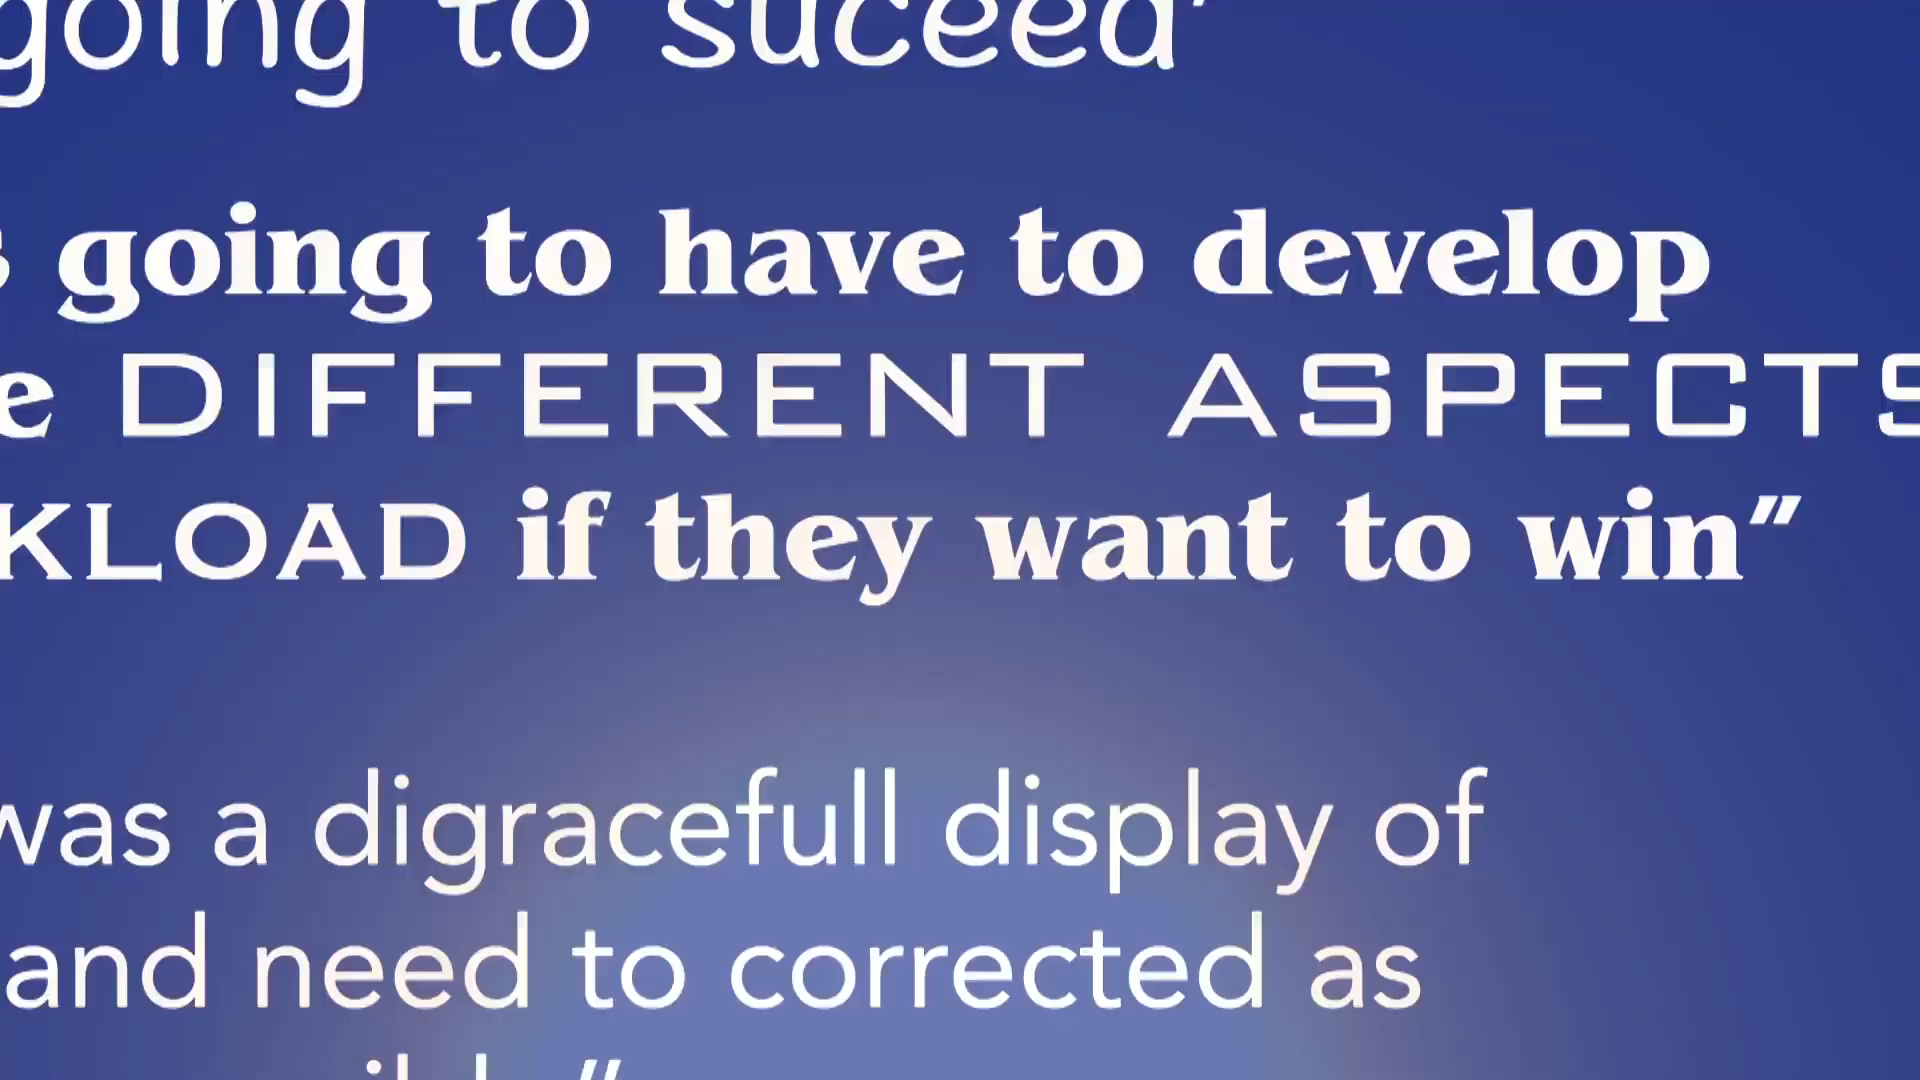 going to suceed'
going to have to develop
DIFFERENT ASPECTS
if they want to win”
was a digracefull display of
and need to corrected as